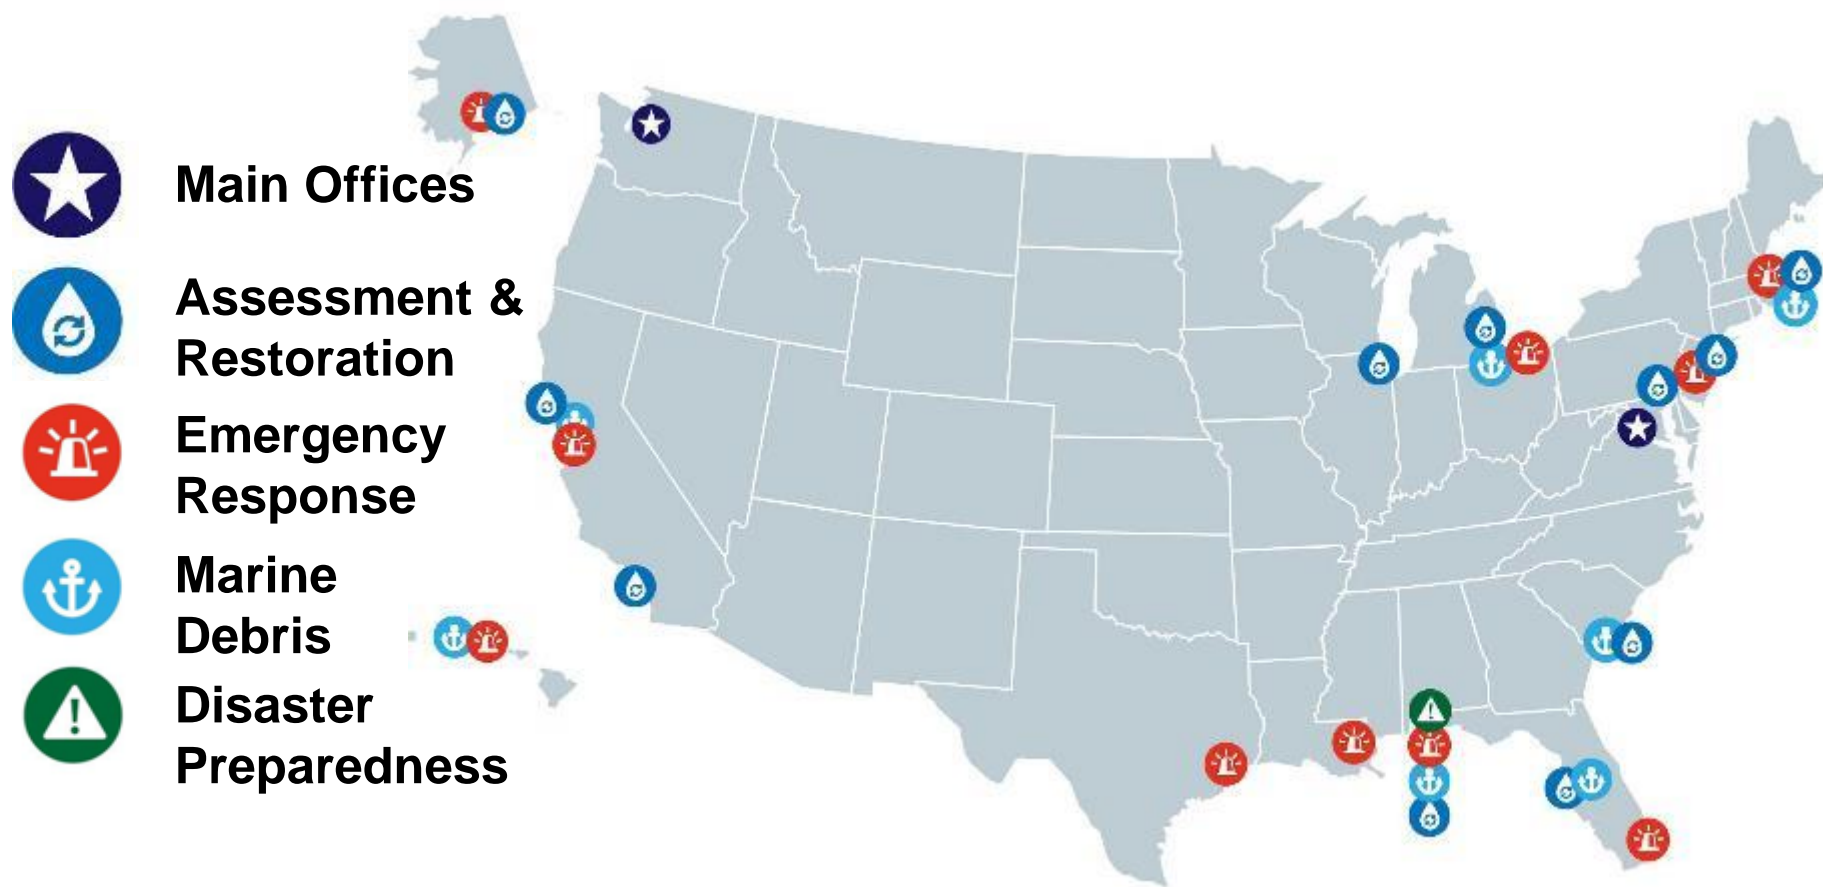 Main Offices
Assessment &
Restoration
Emergency
Response
Marine
Debris
Disaster
Preparedness